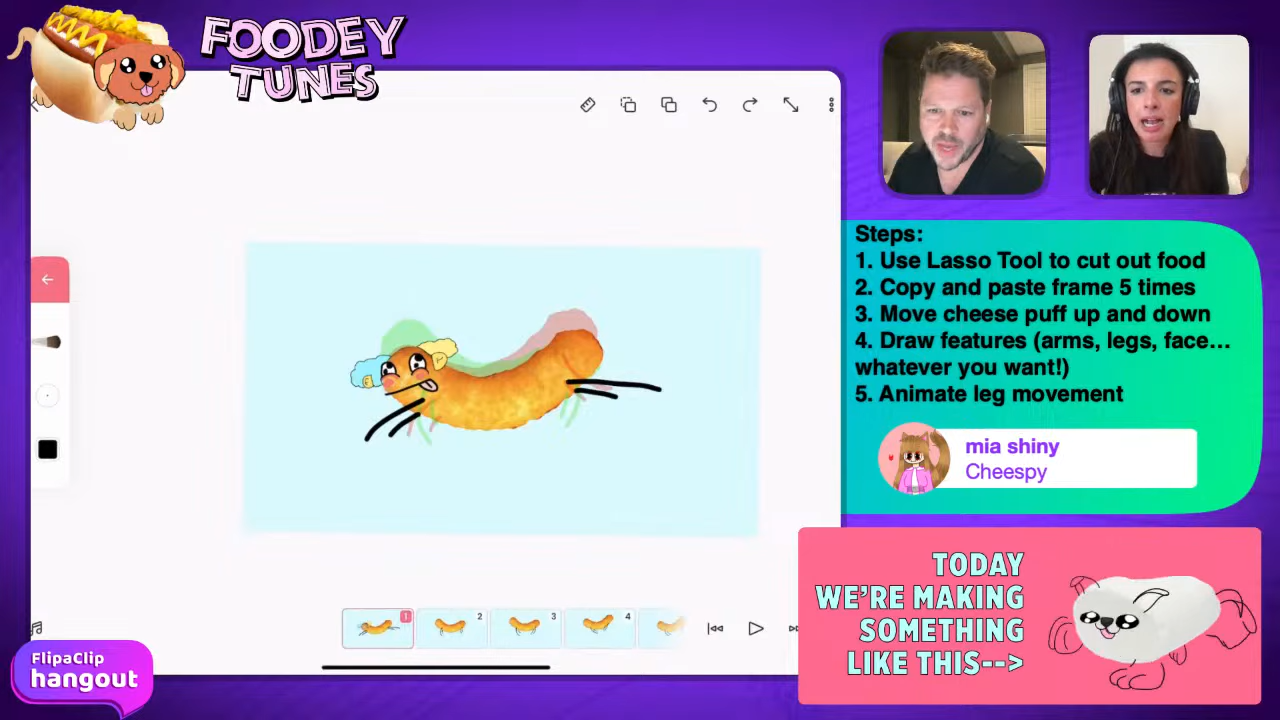 FOODEY
TUNES
Steps:
1. Use Lasso Tool to cut out food
2. Copy and paste frame 5 times
3. Move cheese puff up and down
4. Draw features (arms, legs, face...
whatever you want!)
5. Animate leg movement
mia shiny
Cheespy
TODAY
WE'RE MAKING
SOMETHING
LIKE THIS-->
1
2
3
4
FlipaClip
hangout